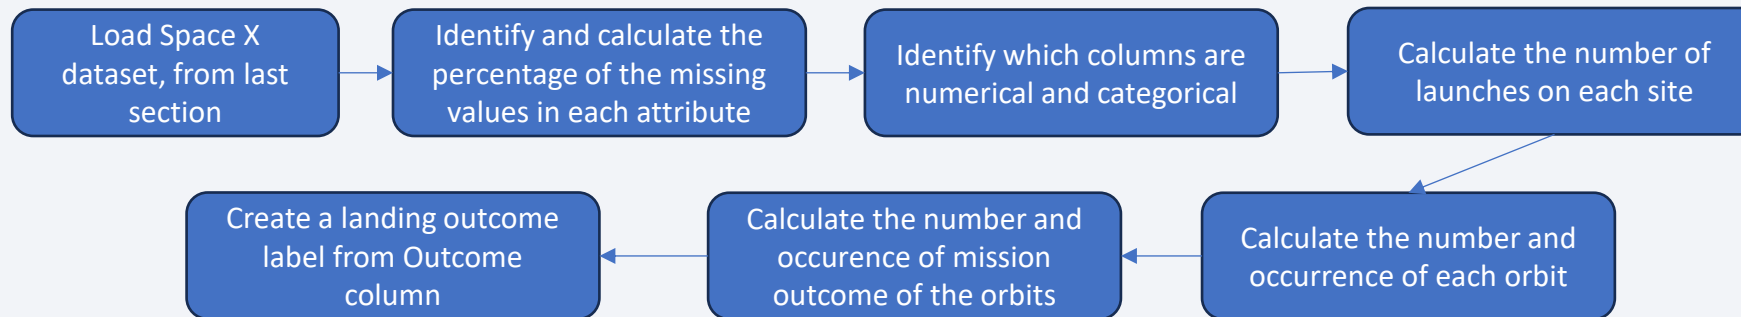 Load Space X
dataset, from last
section
Identify and calculate the
percentage of the missing
values in each attribute
Identify which columns are
numerical and categorical
Calculate the number of
launches on each site
Calculate the number and
occurrence of each orbit
Calculate the number and
occurence of mission
outcome of the orbits
Create a landing outcome
label from Outcome
column